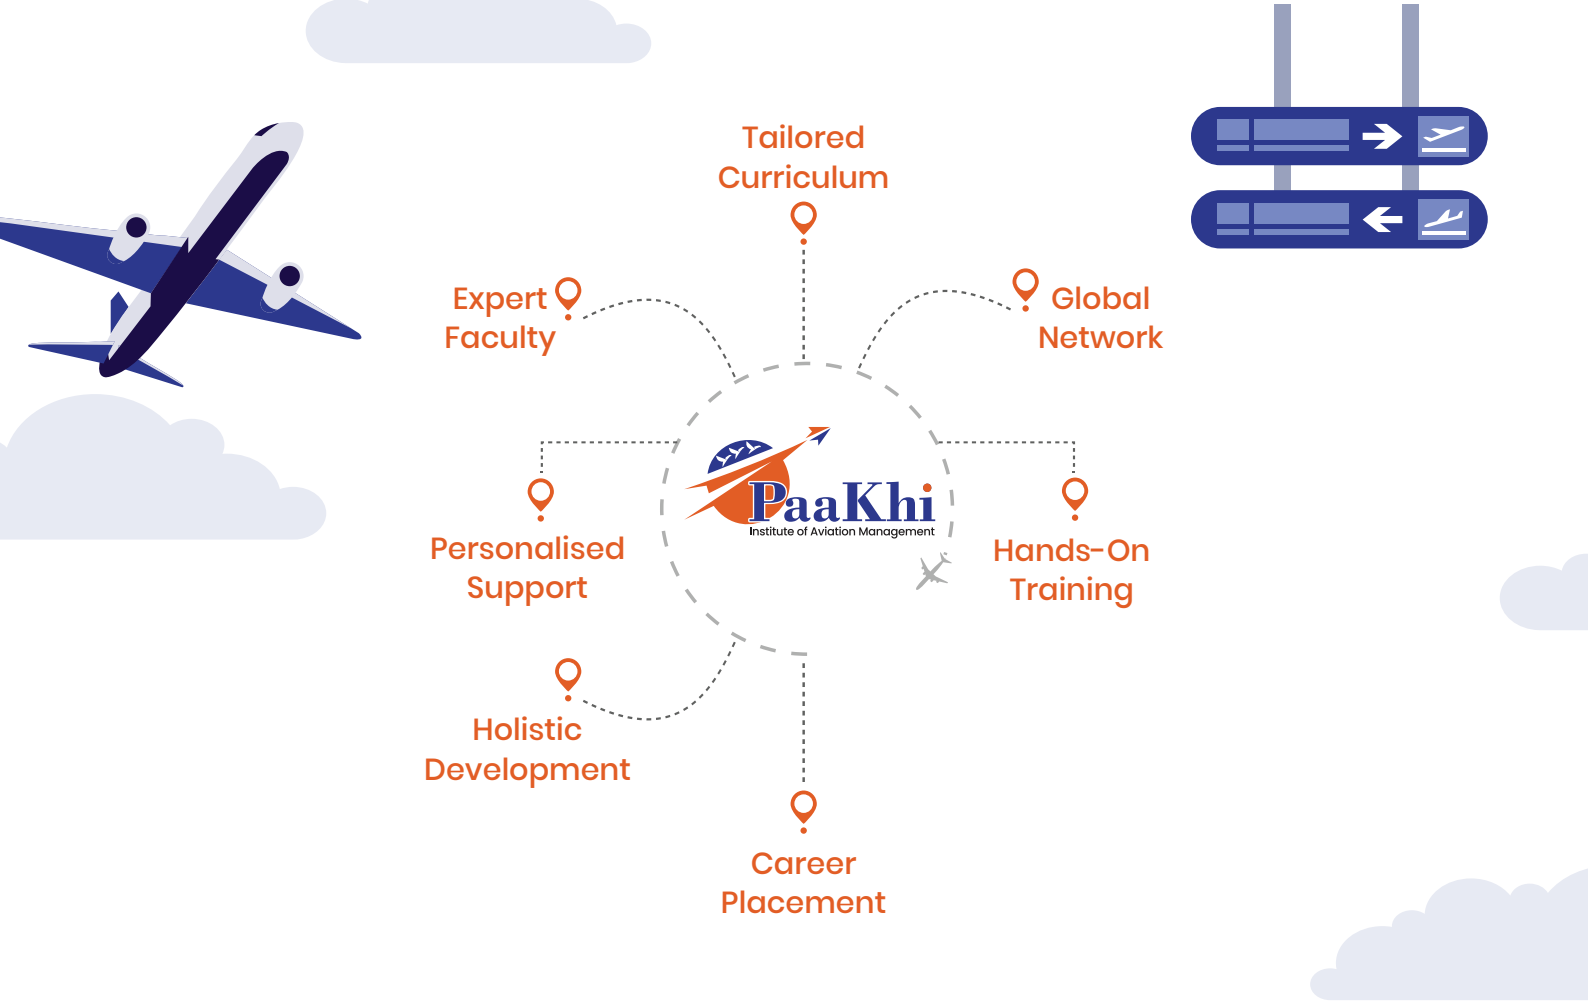 Tailored
Curriculum
Expert
Faculty
Global
Network
PaaKhi
Institute of Aviation Management
Personalised
Support
Hands-On
Training
Holistic
Development
Career
Placement